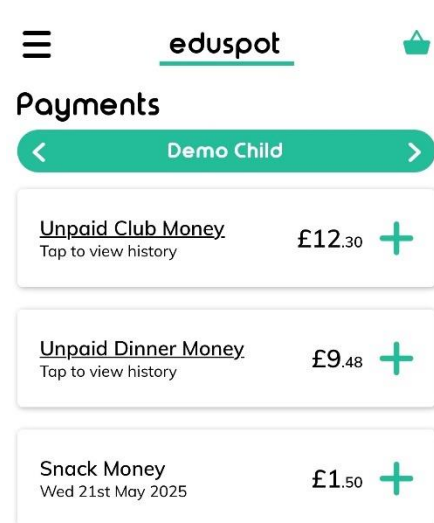 eduspot
Payments
Demo Child
Unpaid Club Money
Tap to view history
£12.30
Unpaid Dinner Money
Tap to view history
£9.48
Snack Money
Wed 21st May 2025
£1.50